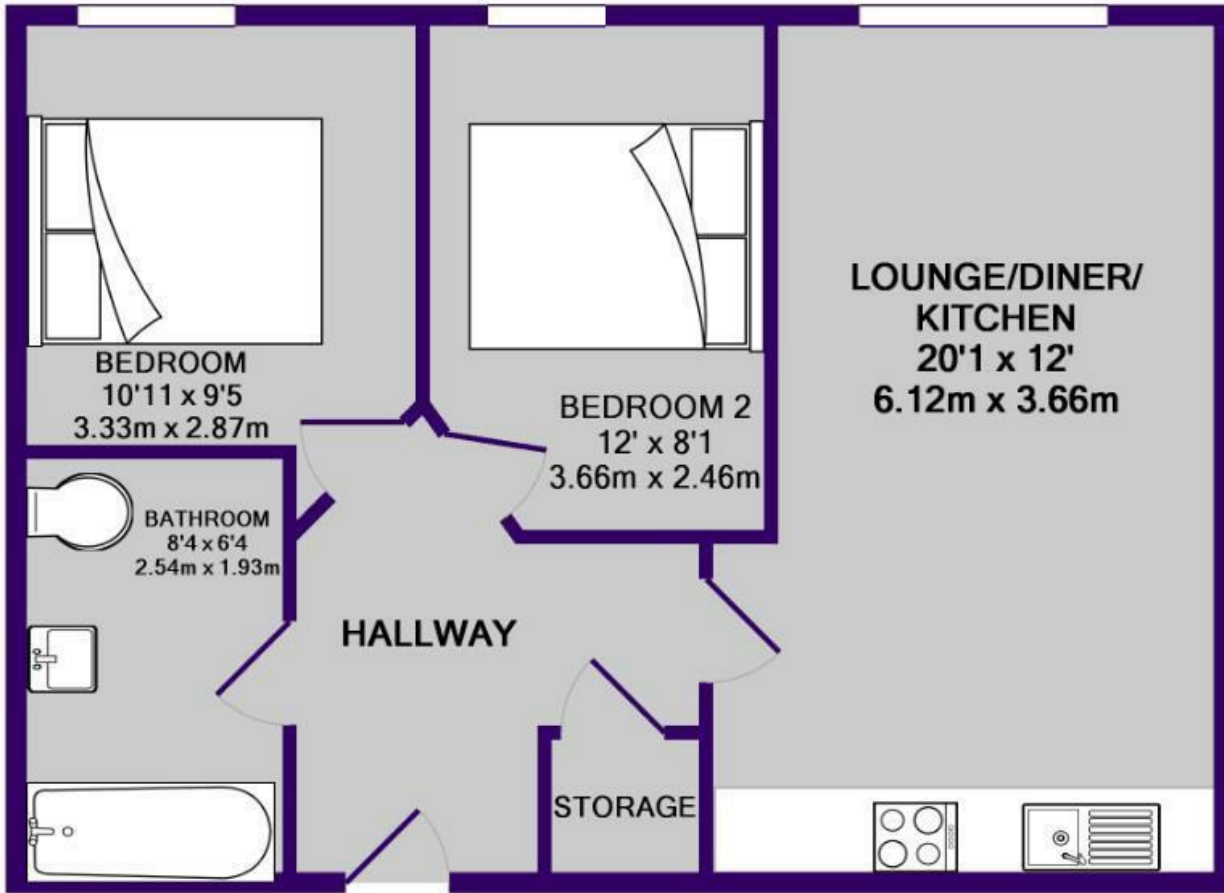 BEDROOM
10'11 x 9'5
3.33m x 2.87m
BEDROOM 2
12' x 8'1
3.66m x 2.46m
LOUNGE/DINER/
KITCHEN
20'1 x 12'
6.12m x 3.66m
BATHROOM
8'4 x 6'4
2.54m x 1.93m
HALLWAY
STORAGE